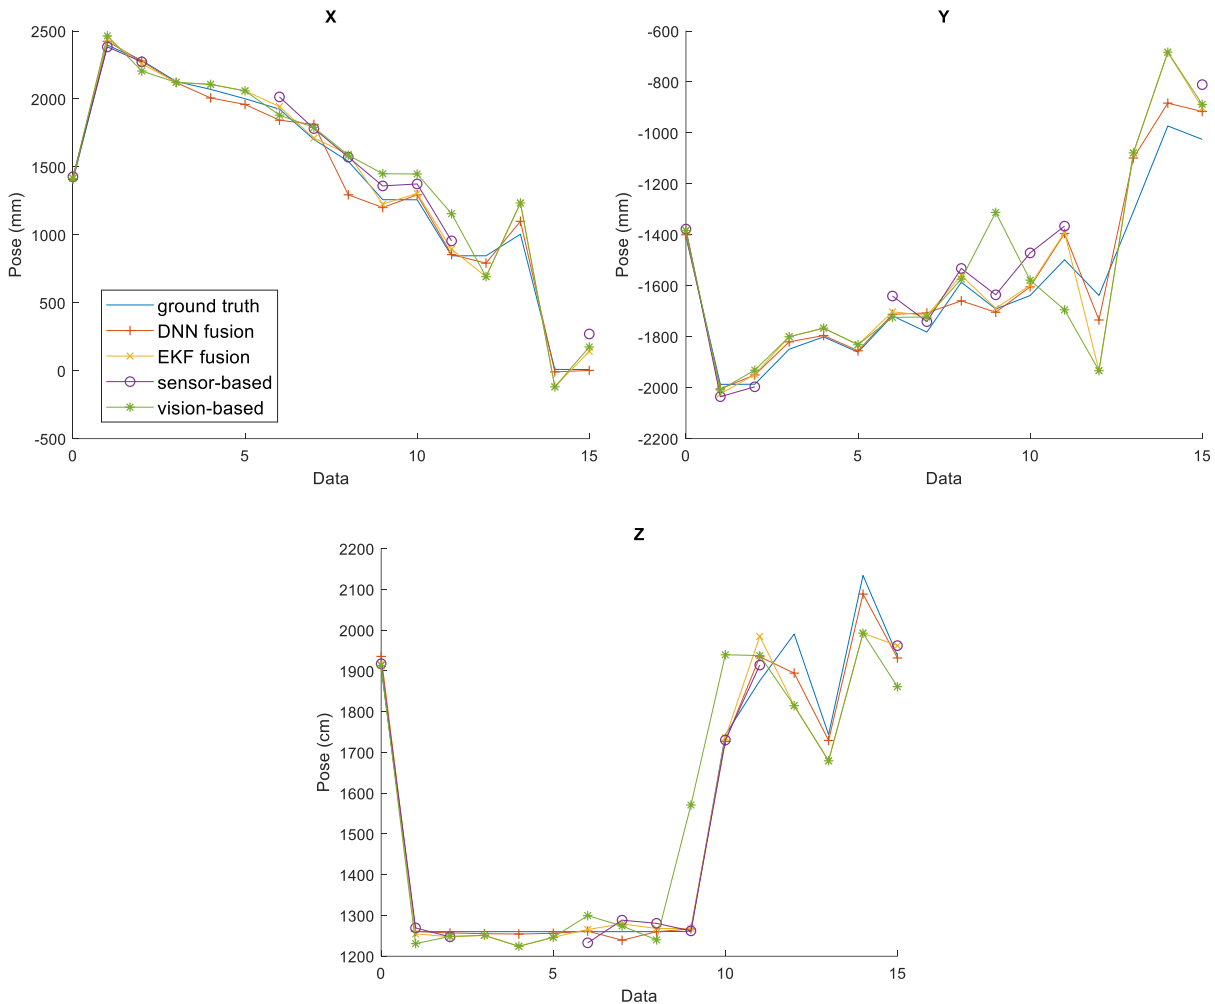 X
2500
2000
1500
1000
500
0
-500
Pose (mm)
0 5 10 15
Data
ground truth
DNN fusion
EKF fusion
sensor-based
vision-based
Y
-600
-800
-1000
-1200
-1400
-1600
-1800
-2000
-2200
Pose (mm)
0 5 10 15
Data
Z
2200
2100
2000
1900
1800
1700
1600
1500
1400
1300
1200
Pose (cm)
0 5 10 15
Data